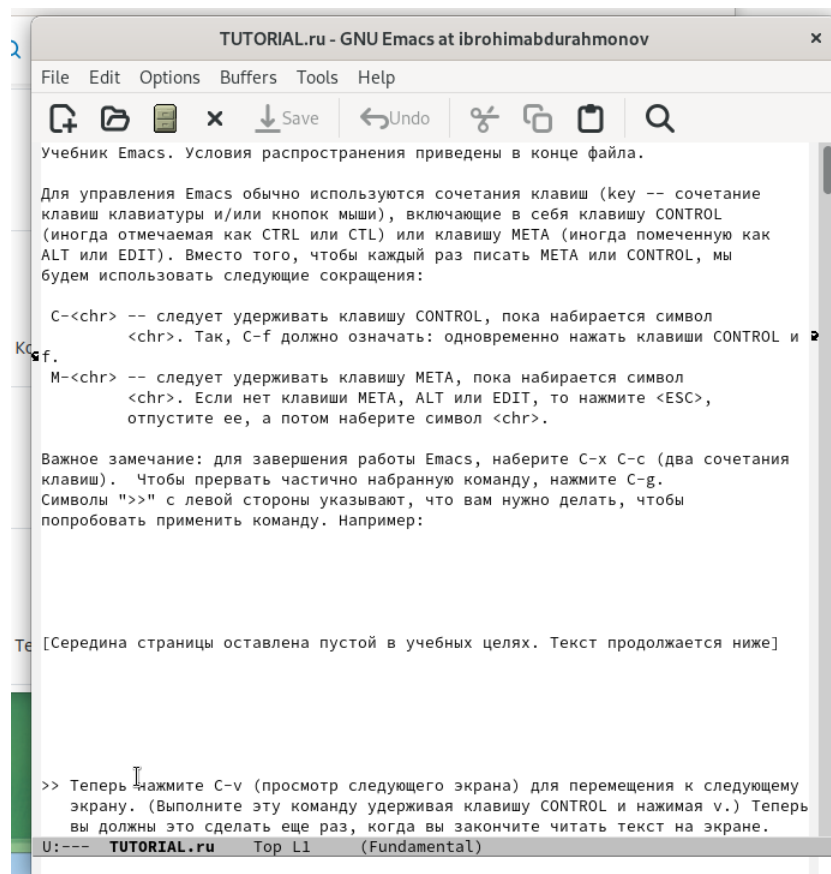 TUTORIAL.ru - GNU Emacs at ibrohimabdurahmonov
File Edit Options Buffers Tools Help
Save Undo
Учебник Emacs. Условия распространения приведены в конце файла.
Для управления Emacs обычно используются сочетания клавиш (key -- сочетание
клавиш клавиатуры и/или кнопок мыши), включающие в себя клавишу CONTROL
(иногда отмечаемая как CTRL или CTL) или клавишу META (иногда помеченную как
ALT или EDIT). Вместо того, чтобы каждый раз писать META или CONTROL, мы
будем использовать следующие сокращения:
C-<chr> -- следует удерживать клавишу CONTROL, пока набирается символ
<chr>. Так, C-f должно означать: одновременно нажать клавиши CONTROL и
f.
M-<chr> -- следует удерживать клавишу META, пока набирается символ
<chr>. Если нет клавиши META, ALT или EDIT, то нажмите <ESC>,
отпустите ее, а потом наберите символ <chr>.
Важное замечание: для завершения работы Emacs, наберите C-x C-c (два сочетания
клавиш).  Чтобы прервать частично набранную команду, нажмите C-g.
Символы ">>" с левой стороны указывают, что вам нужно делать, чтобы
попробовать применить команду. Например:
[Середина страницы оставлена пустой в учебных целях. Текст продолжается ниже]
>> Теперь нажмите C-v (просмотр следующего экрана) для перемещения к следующему
экрану. (Выполните эту команду удерживая клавишу CONTROL и нажимая v.) Теперь
вы должны это сделать еще раз, когда вы закончите читать текст на экране.
U:--- TUTORIAL.ru Top L1 (Fundamental)